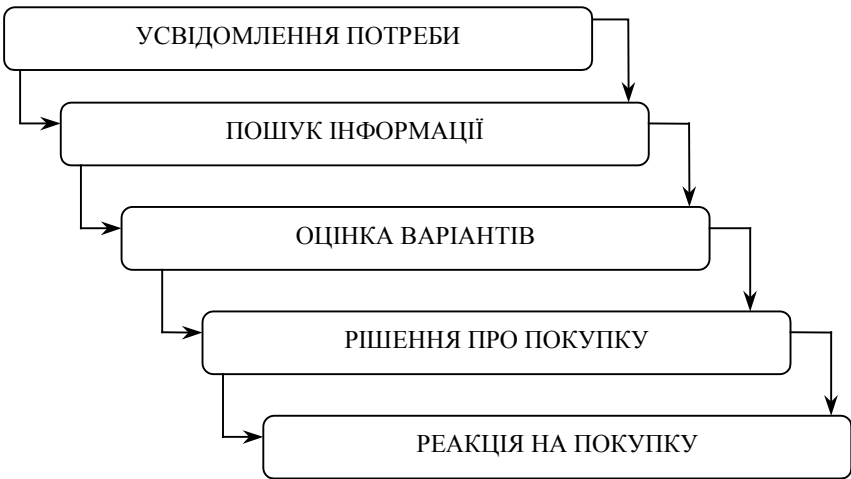 УСВІДОМЛЕННЯ ПОТРЕБИ
ПОШУК ІНФОРМАЦІЇ
ОЦІНКА ВАРІАНТІВ
РІШЕННЯ ПРО ПОКУПКУ
РЕАКЦІЯ НА ПОКУПКУ